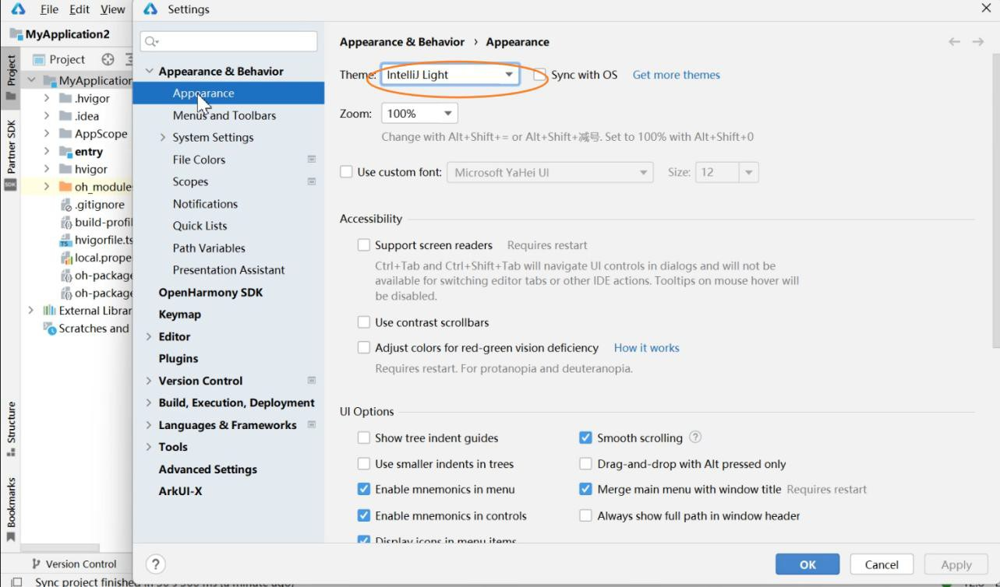 File Edit View
Settings
MyApplication2
Project
MyApplication
.hvigor
.idea
AppScope
entry
hvigor
oh_module
.gitignore
build-profil
hvigorfile.ts
local.prope
oh-package
oh-package
External Librar
Scratches and
Project
Partner SDK
SDK
Structure
Bookmarks
Version Control
Appearance & Behavior
Appearance
Menus and Toolbars
System Settings
File Colors
Scopes
Notifications
Quick Lists
Path Variables
Presentation Assistant
OpenHarmony SDK
Keymap
Editor
Plugins
Version Control
Build, Execution, Deployment
Languages & Frameworks
Tools
Advanced Settings
ArkUI-X
Appearance & Behavior › Appearance
Theme: IntelliJ Light Sync with OS Get more themes
Zoom: 100%
Change with Alt+Shift+= or Alt+Shift+减号. Set to 100% with Alt+Shift+0
Use custom font: Microsoft YaHei UI Size: 12
Accessibility
Support screen readers Requires restart
Ctrl+Tab and Ctrl+Shift+Tab will navigate UI controls in dialogs and will not be
available for switching editor tabs or other IDE actions. Tooltips on mouse hover will
be disabled.
Use contrast scrollbars
Adjust colors for red-green vision deficiency How it works
Requires restart. For protanopia and deuteranopia.
UI Options
Show tree indent guides Smooth scrolling ?
Use smaller indents in trees Drag-and-drop with Alt pressed only
Enable mnemonics in menu Merge main menu with window title Requires restart
Enable mnemonics in controls Always show full path in window header
Display icons in menu items
? OK Cancel Apply
Sync project finished in